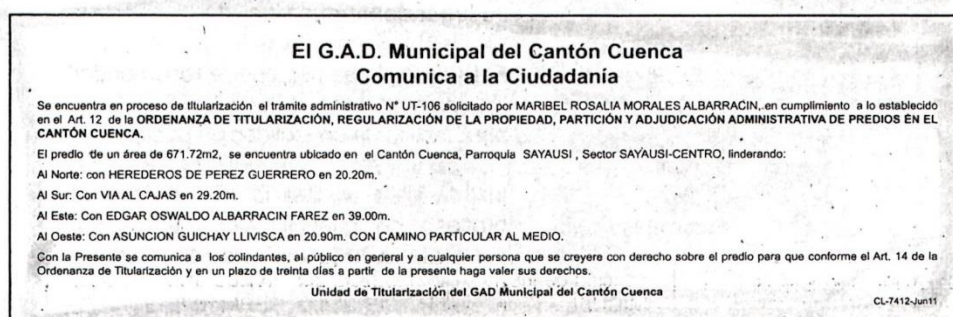 El G.A.D. Municipal del Cantón Cuenca
Comunica a la Ciudadanía
Se encuentra en proceso de titularización el trámite administrativo N° UT-106 solicitado por MARIBEL ROSALIA MORALES ALBARRACIN, en cumplimiento a lo establecido
en el Art. 12 de la ORDENANZA DE TITULARIZACIÓN, REGULARIZACIÓN DE LA PROPIEDAD, PARTICIÓN Y ADJUDICACIÓN ADMINISTRATIVA DE PREDIOS EN EL
CANTÓN CUENCA.
El predio de un área de 671.72m2, se encuentra ubicado en el Cantón Cuenca, Parroquia SAYAUSI , Sector SAYAUSI-CENTRO, linderando:
Al Norte: con HEREDEROS DE PEREZ GUERRERO en 20.20m.
Al Sur: Con VIA AL CAJAS en 29.20m.
Al Este: Con EDGAR OSWALDO ALBARRACIN FAREZ en 39.00m.
Al Oeste: Con ASUNCION GUICHAY LLIVISCA en 20.90m. CON CAMINO PARTICULAR AL MEDIO.
Con la Presente se comunica a los colindantes, al público en general y a cualquier persona que se creyere con derecho sobre el predio para que conforme el Art. 14 de la
Ordenanza de Titularización y en un plazo de treinta días a partir de la presente haga valer sus derechos.
Unidad de Titularización del GAD Municipal del Cantón Cuenca
CL-7412-Jun11